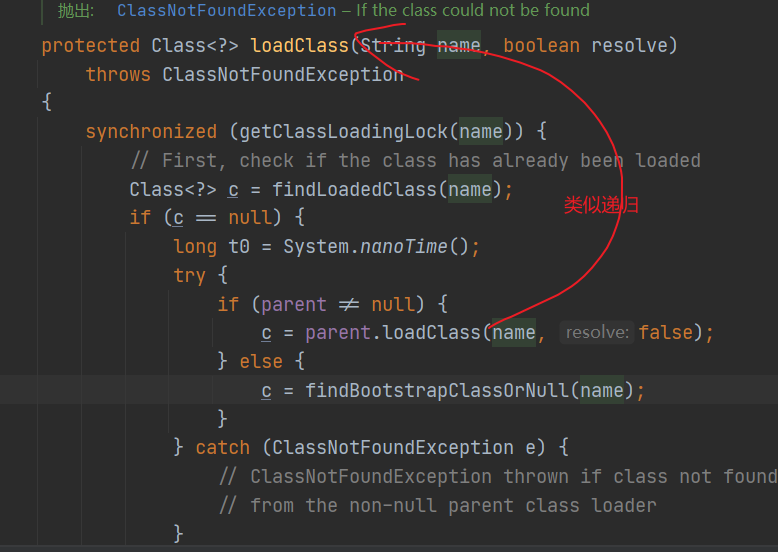 抛出: ClassNotFoundException – If the class could not be found
protected Class<?> loadClass(String name, boolean resolve)
throws ClassNotFoundException
{
synchronized (getClassLoadingLock(name)) {
// First, check if the class has already been loaded
Class<?> c = findLoadedClass(name);
类似递归
if (c == null) {
long t0 = System.nanoTime();
try {
if (parent != null) {
c = parent.loadClass(name, resolve: false);
} else {
c = findBootstrapClassOrNull(name);
}
} catch (ClassNotFoundException e) {
// ClassNotFoundException thrown if class not found
// from the non-null parent class loader
}